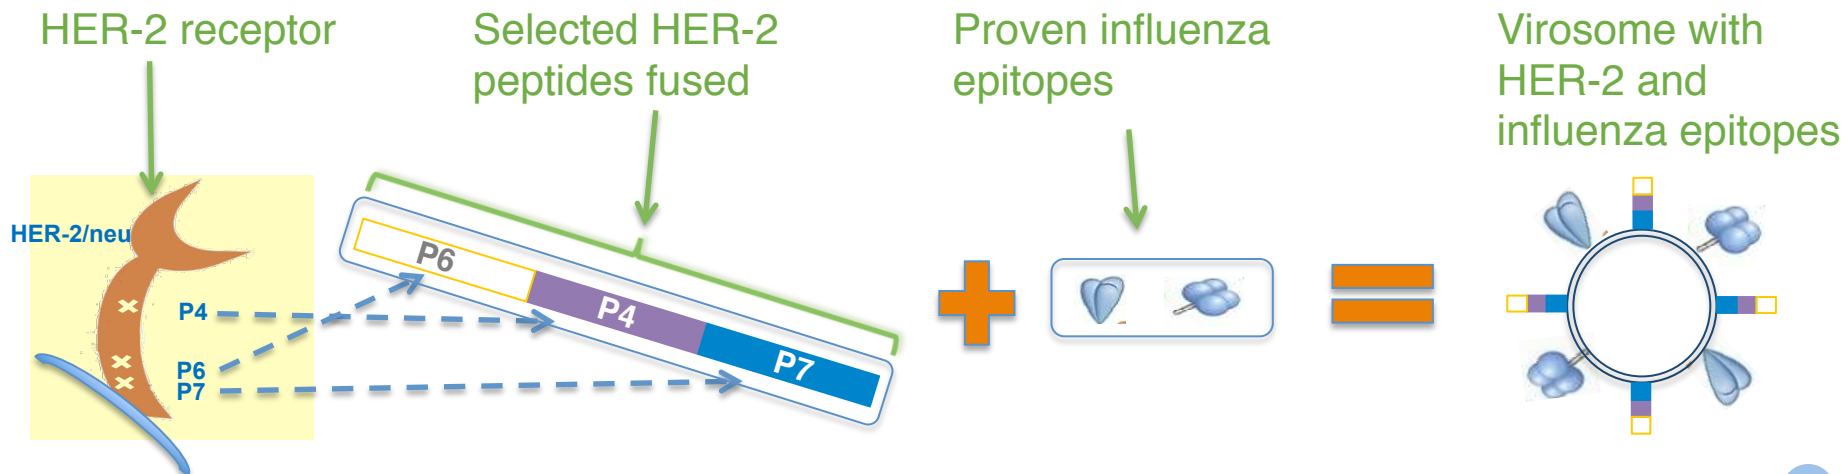 HER-2 receptor
Selected HER-2
peptides fused
Proven influenza
epitopes
Virosome with
HER-2 and
influenza epitopes
HER-2/neu
P4
P6
P7
P6
P4
P7